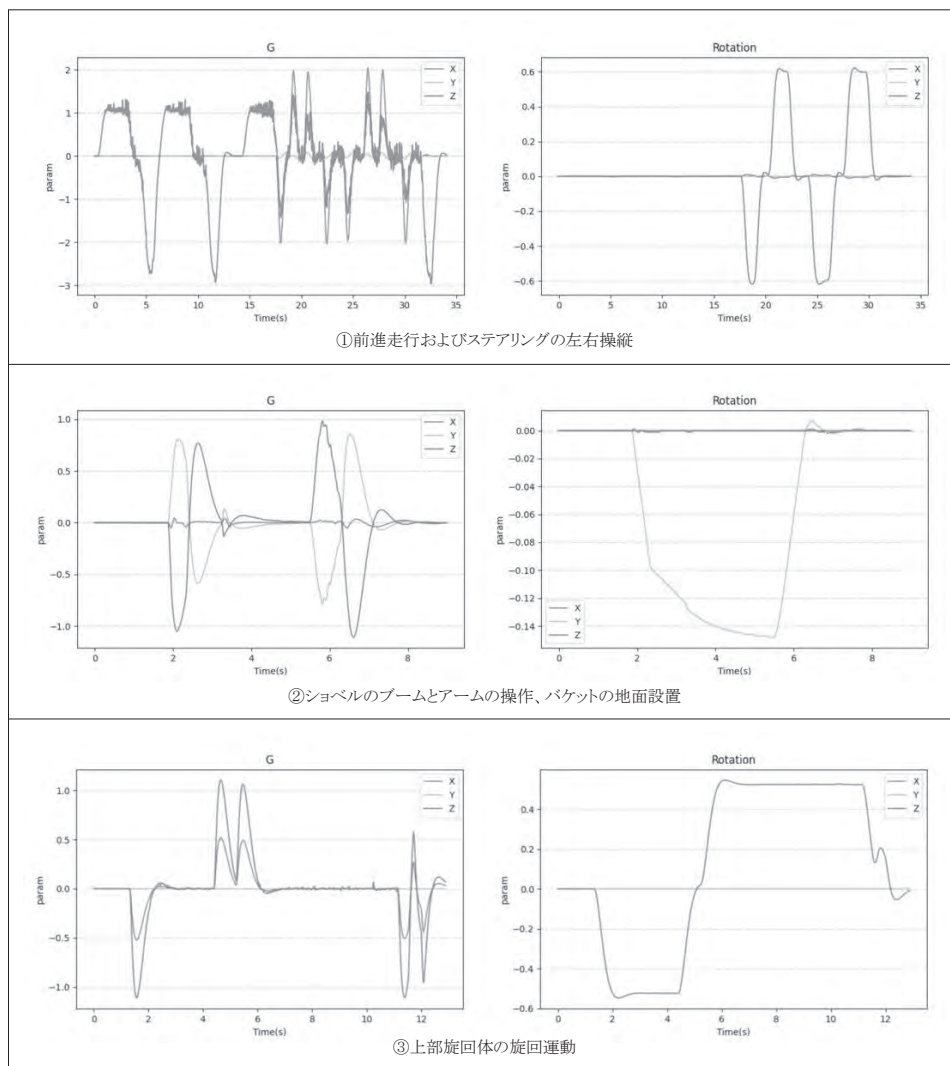 G
X
Y
Z
param
2
1
0
−1
−2
−3
0 5 10 15 20 25 30 35
Time(s)
Rotation
X
Y
Z
param
0.6
0.4
0.2
0.0
−0.2
−0.4
−0.6
0 5 10 15 20 25 30 35
Time(s)
①前進走行およびステアリングの左右操縦
G
X
Y
Z
param
1.0
0.5
0.0
−0.5
−1.0
0 2 4 6 8
Time(s)
Rotation
X
Y
Z
param
0.00
−0.02
−0.04
−0.06
−0.08
−0.10
−0.12
−0.14
0 2 4 6 8
Time(s)
②ショベルのブームとアームの操作、バケットの地面設置
G
X
Y
Z
param
1.0
0.5
0.0
−0.5
−1.0
0 2 4 6 8 10 12
Time(s)
Rotation
X
Y
Z
param
0.4
0.2
0.0
−0.2
−0.4
−0.6
0 2 4 6 8 10 12
Time(s)
③上部旋回体の旋回運動